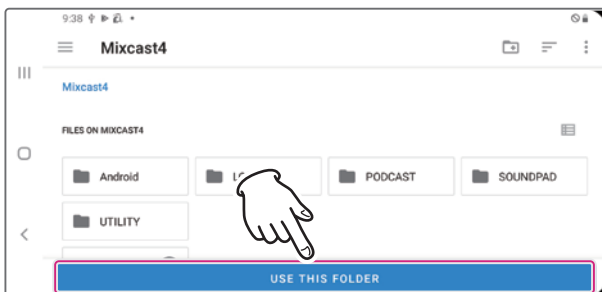 9:38
Mixcast4
Mixcast4
FILES ON MIXCAST4
Android
PODCAST
SOUNDPAD
UTILITY
USE THIS FOLDER